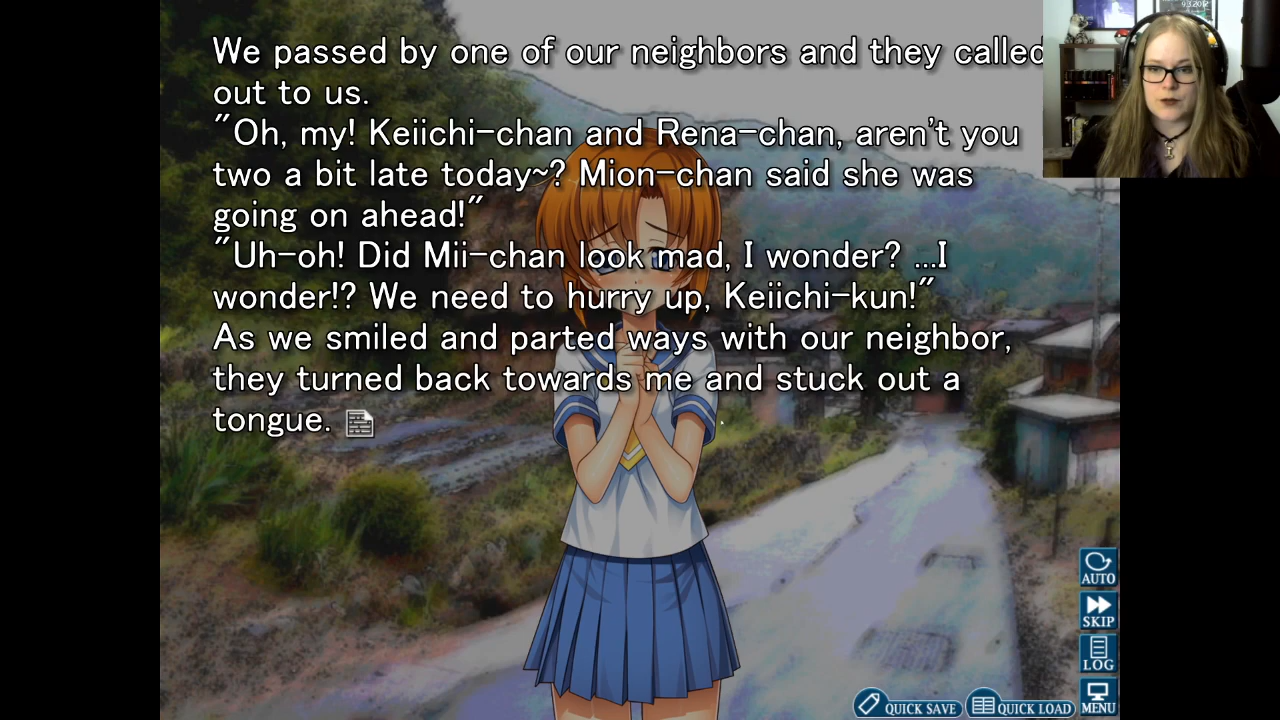 We passed by one of our neighbors and they called
out to us.
"Oh, my! Keiichi-chan and Rena-chan, aren't you
two a bit late today~? Mion-chan said she was
going on ahead!"
"Uh-oh! Did Mii-chan look mad, I wonder? ...I
wonder!? We need to hurry up, Keiichi-kun!"
As we smiled and parted ways with our neighbor,
they turned back towards me and stuck out a
tongue.
AUTO
SKIP
LOG
MENU
QUICK SAVE
QUICK LOAD